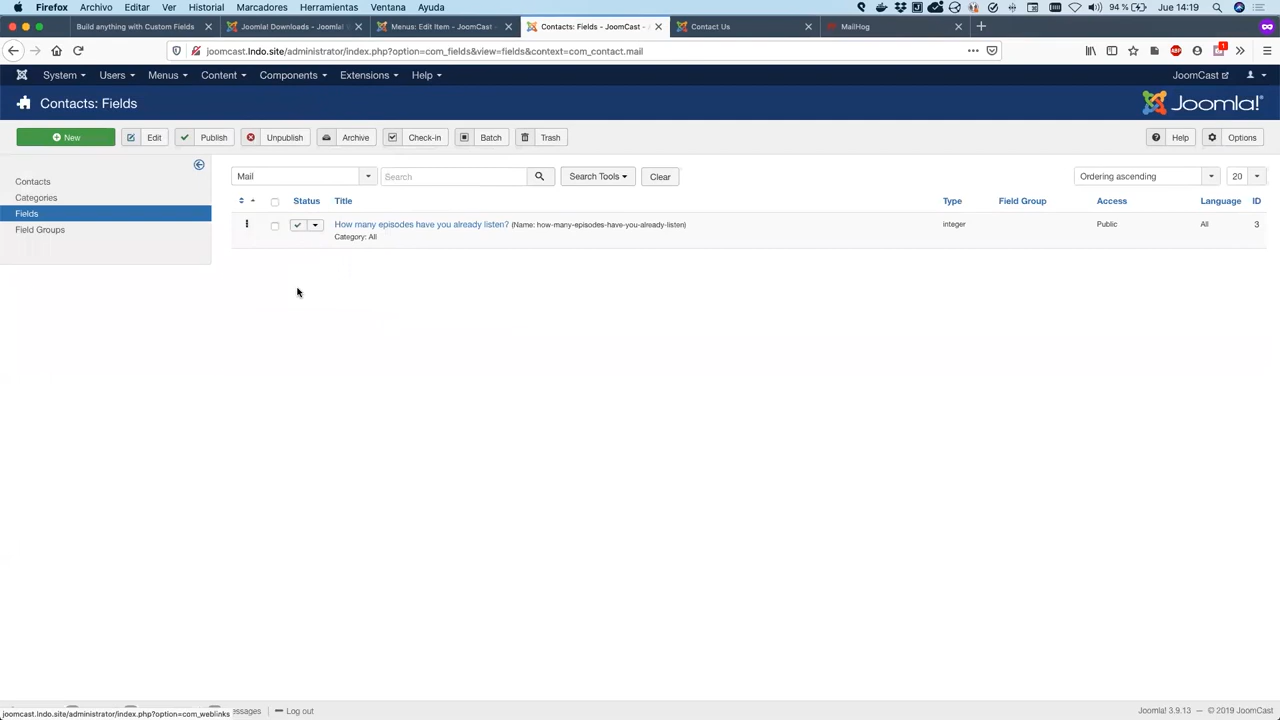 Firefox Archivo Editar Ver Historial Marcadores Herramientas Ventana Ayuda 94 % Jue 14:19
Build anything with Custom Fields Joomla! Downloads - Joomla! Menus: Edit Item - JoomCast Contacts: Fields - JoomCast - Contact Us MailHog
joomcast.lndo.site/administrator/index.php?option=com_fields&view=fields&context=com_contact.mail
System Users Menus Content Components Extensions Help JoomCast
Contacts: Fields Joomla!
New Edit Publish Unpublish Archive Check-in Batch Trash Help Options
Contacts
Categories
Fields
Field Groups
Mail Search Search Tools Clear Ordering ascending 20
Status Title Type Field Group Access Language ID
How many episodes have you already listen? (Name: how-many-episodes-have-you-already-listen) integer Public All 3
Category: All
joomcast.lndo.site/administrator/index.php?option=com_weblinks essages Log out Joomla! 3.9.13 — © 2019 JoomCast